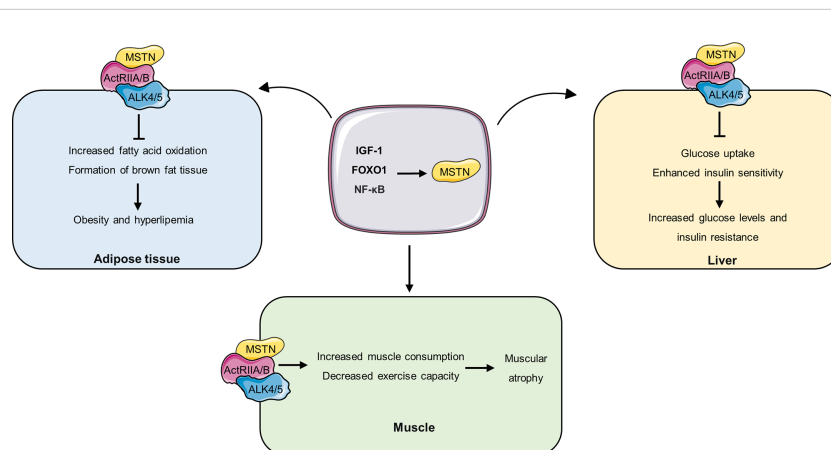 MSTN
ActRIIA/B
ALK4/5
Increased fatty acid oxidation
Formation of brown fat tissue
Obesity and hyperlipemia
Adipose tissue
IGF-1
FOXO1
NF-κB
MSTN
MSTN
ActRIIA/B
ALK4/5
Glucose uptake
Enhanced insulin sensitivity
Increased glucose levels and
insulin resistance
Liver
MSTN
ActRIIA/B
ALK4/5
Increased muscle consumption
Decreased exercise capacity
Muscular
atrophy
Muscle